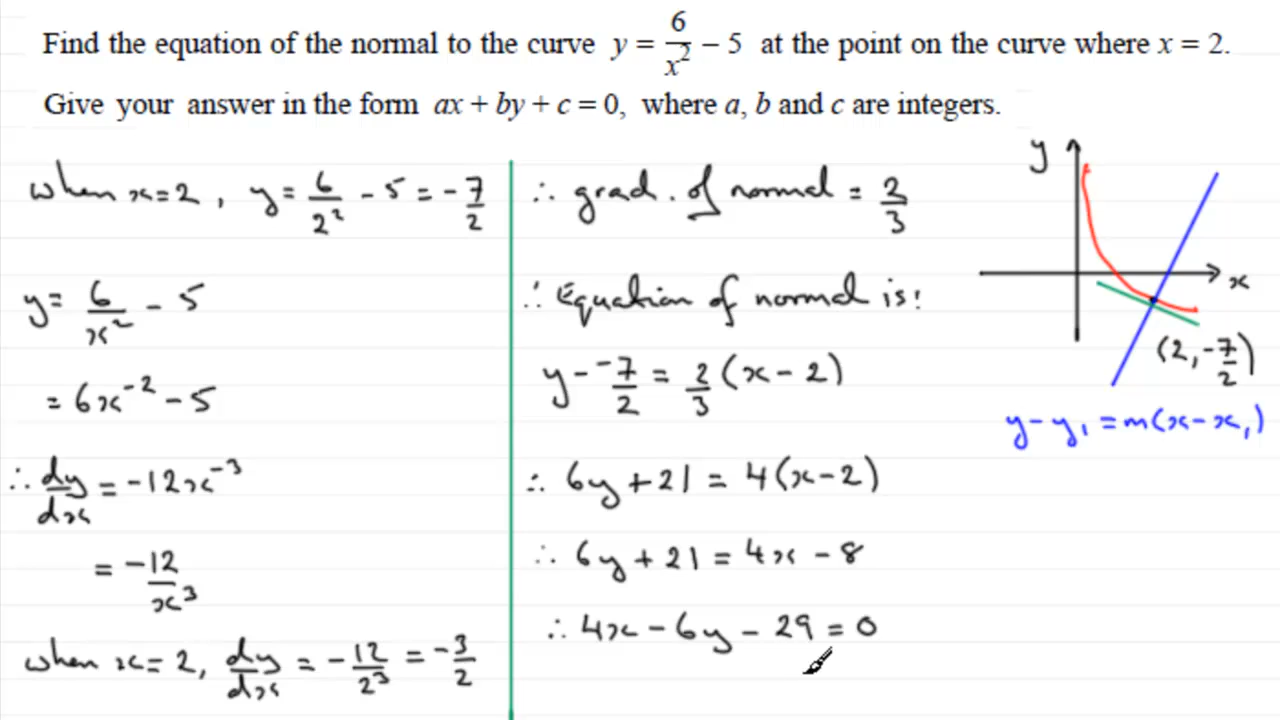 Find the equation of the normal to the curve y = 6/x² − 5 at the point on the curve where x = 2.
Give your answer in the form ax + by + c = 0, where a, b and c are integers.
when x = 2, y = 6/2² − 5 = −7/2
y = 6/x² − 5
= 6x⁻² − 5
∴ dy/dx = −12x⁻³
= −12/x³
when x = 2, dy/dx = −12/2³ = −3/2
∴ grad. of normal = 2/3
∴ Equation of normal is:
y − −7/2 = 2/3 (x − 2)
∴ 6y + 21 = 4(x − 2)
∴ 6y + 21 = 4x − 8
∴ 4x − 6y − 29 = 0
y
x
(2, −7/2)
y − y₁ = m(x − x₁)